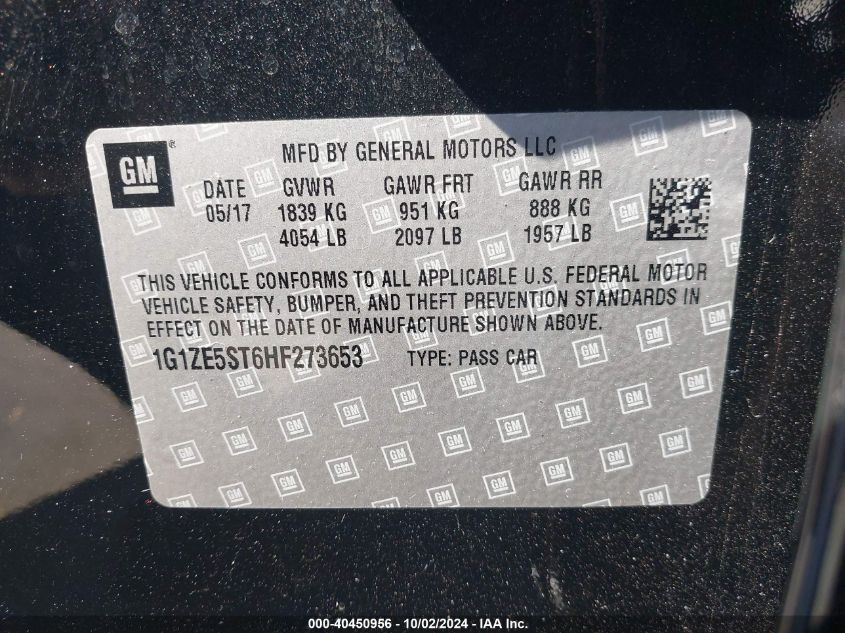 GM ®
MFD BY GENERAL MOTORS LLC
DATE GVWR GAWR FRT GAWR RR
05/17 1839 KG 951 KG 888 KG
4054 LB 2097 LB 1957 LB
THIS VEHICLE CONFORMS TO ALL APPLICABLE U.S. FEDERAL MOTOR
VEHICLE SAFETY, BUMPER, AND THEFT PREVENTION STANDARDS IN
EFFECT ON THE DATE OF MANUFACTURE SHOWN ABOVE.
1G1ZE5ST6HF273653 TYPE: PASS CAR
000-40450956 - 10/02/2024 - IAA Inc.